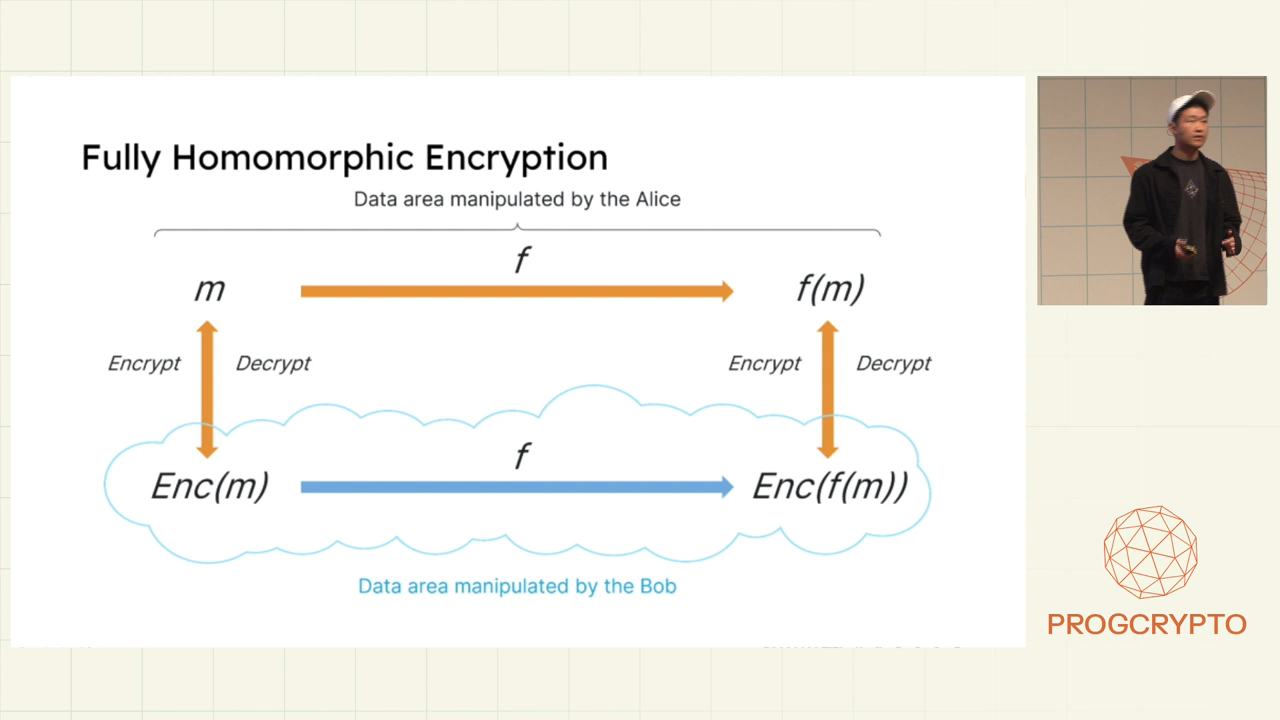 Fully Homomorphic Encryption
Data area manipulated by the Alice
f
m
f(m)
Encrypt
Decrypt
Encrypt
Decrypt
f
Enc(m)
Enc(f(m))
Data area manipulated by the Bob
PROGCRYPTO